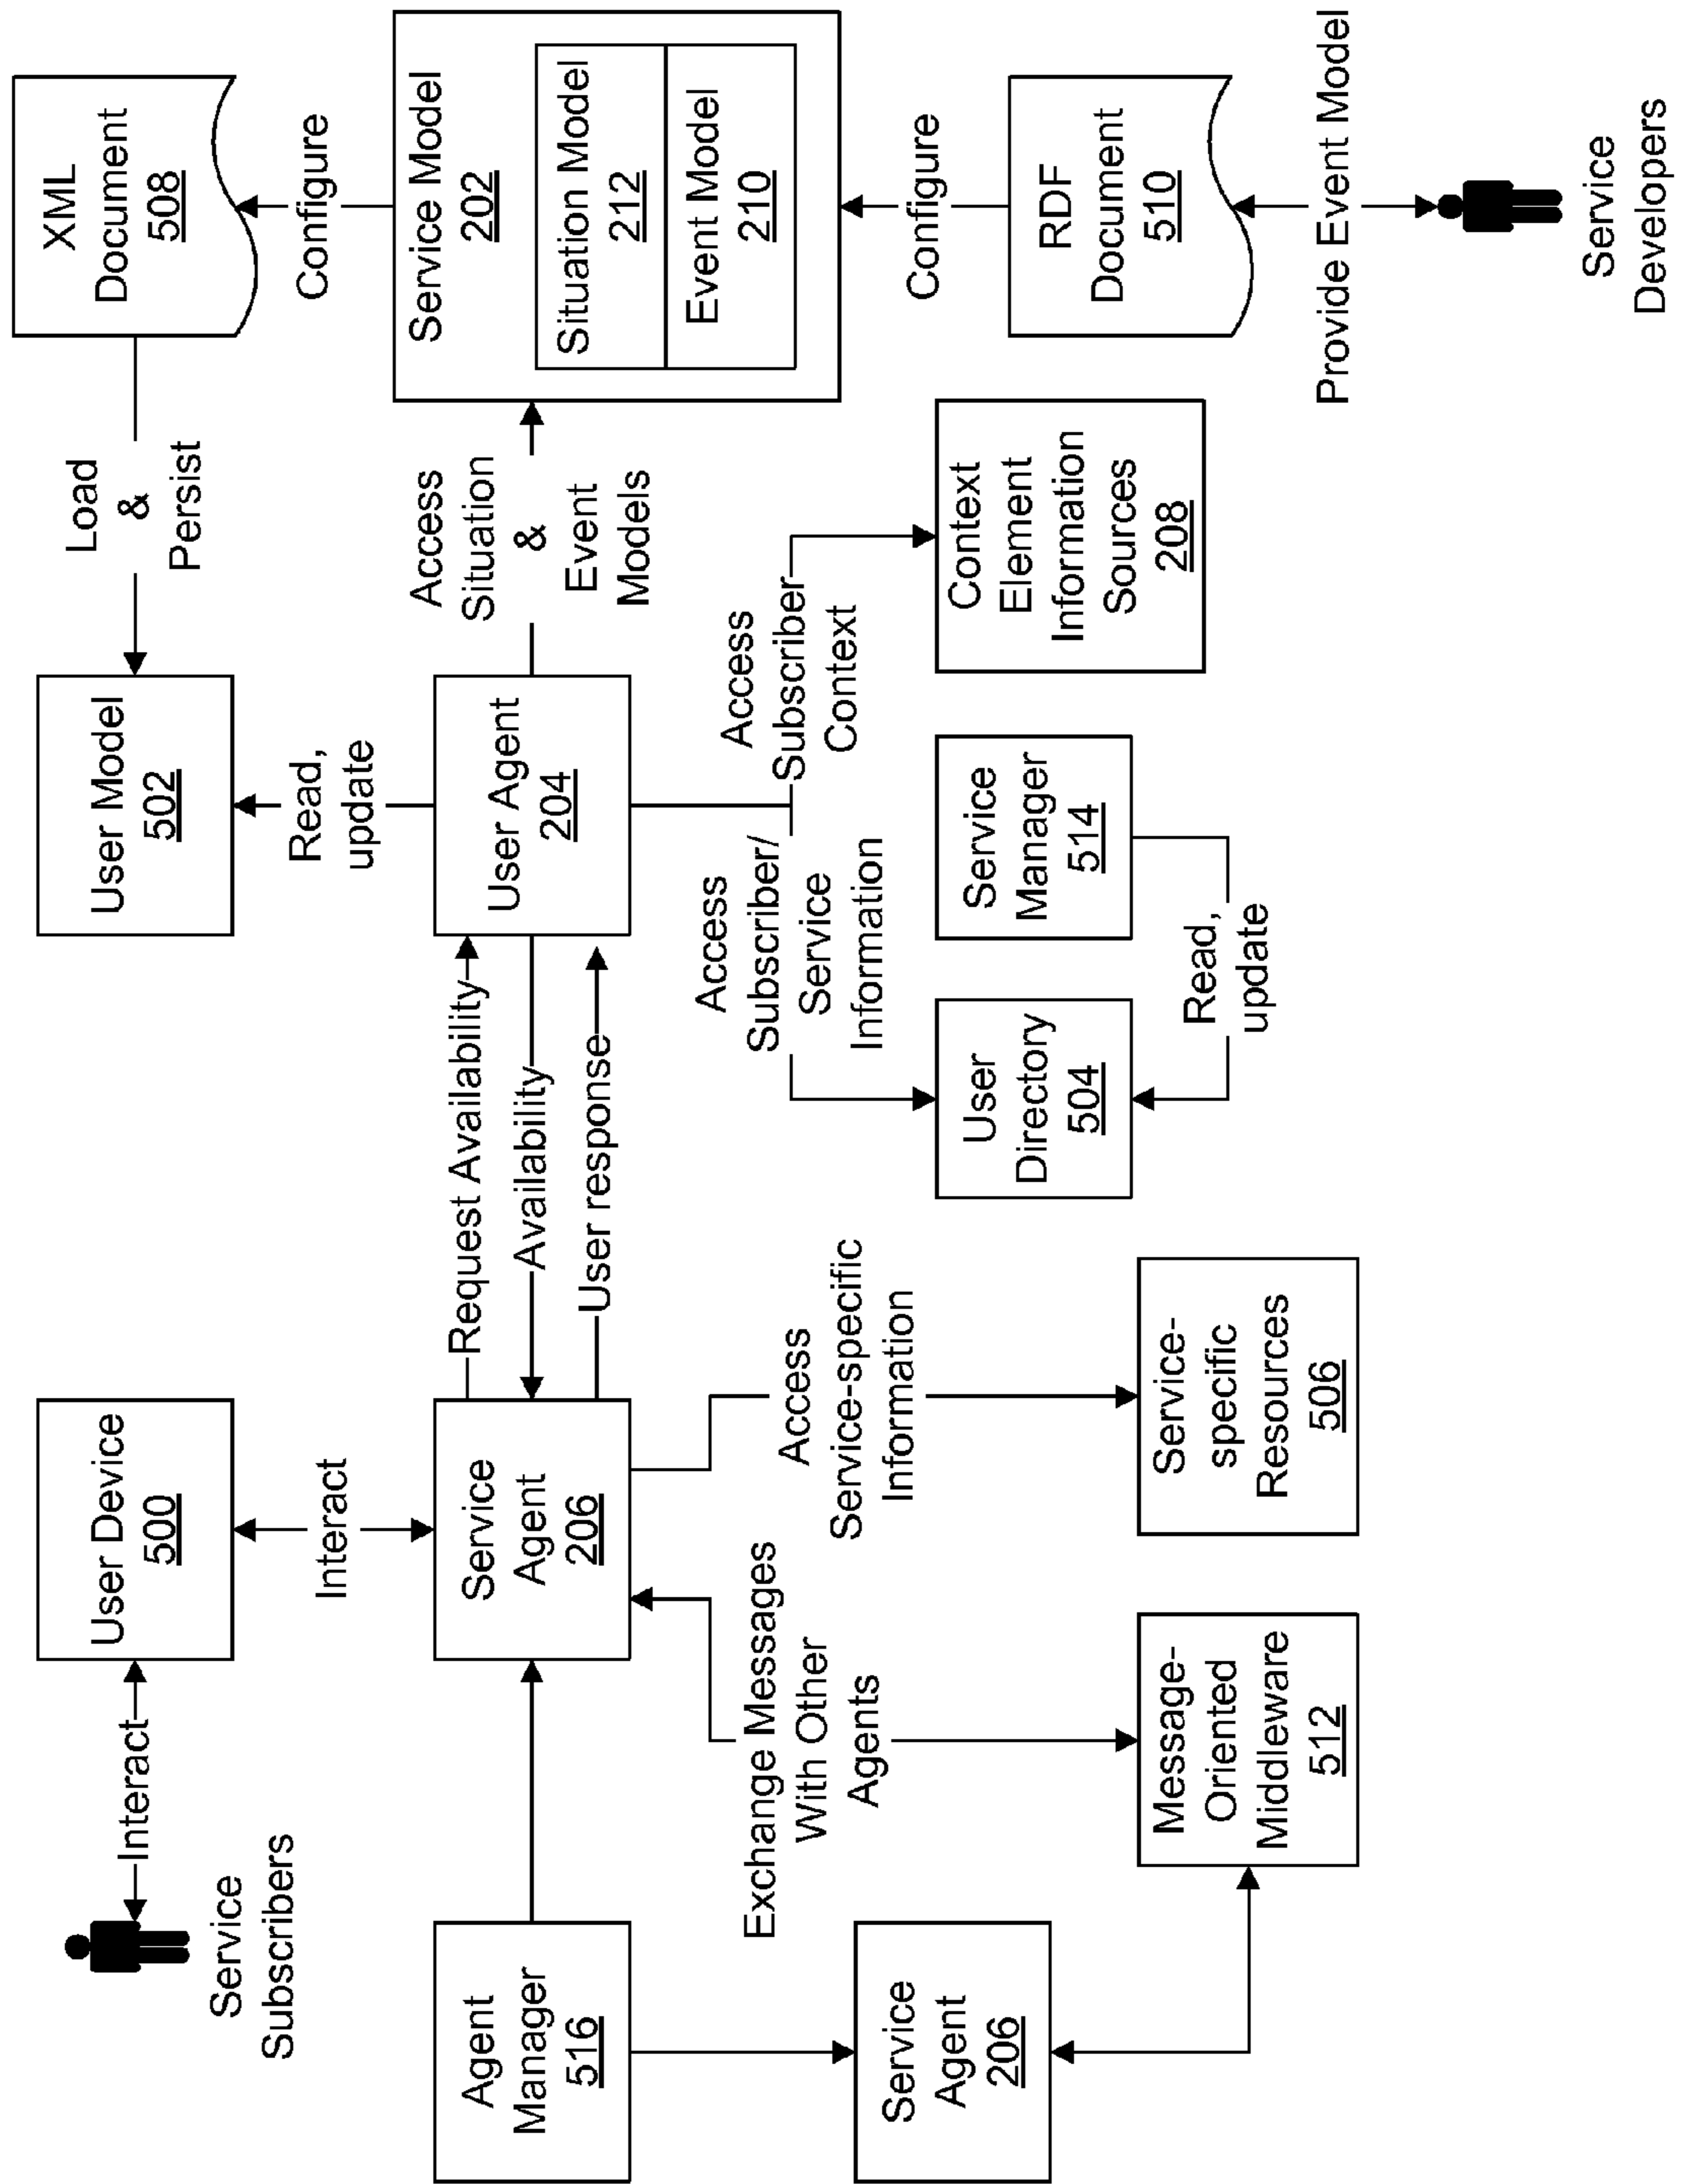 Service
Subscribers
Interact
User Device
500
Interact
User Model
502
Load
&
Persist
XML
Document
508
Agent
Manager
516
Service
Agent
206
Request Availability
Availability
User response
Read,
update
User Agent
204
Access
Situation
&
Event
Models
Configure
Service Model
202
Situation Model
212
Event Model
210
Service
Agent
206
Exchange Messages
With Other
Agents
Access
Service-specific
Information
Access
Subscriber/
Service
Information
Access
Subscriber
Context
Configure
User
Directory
504
Service
Manager
514
Context
Element
Information
Sources
208
RDF
Document
510
Message-
Oriented
Middleware
512
Service-
specific
Resources
506
Read,
update
Provide Event Model
Service
Developers